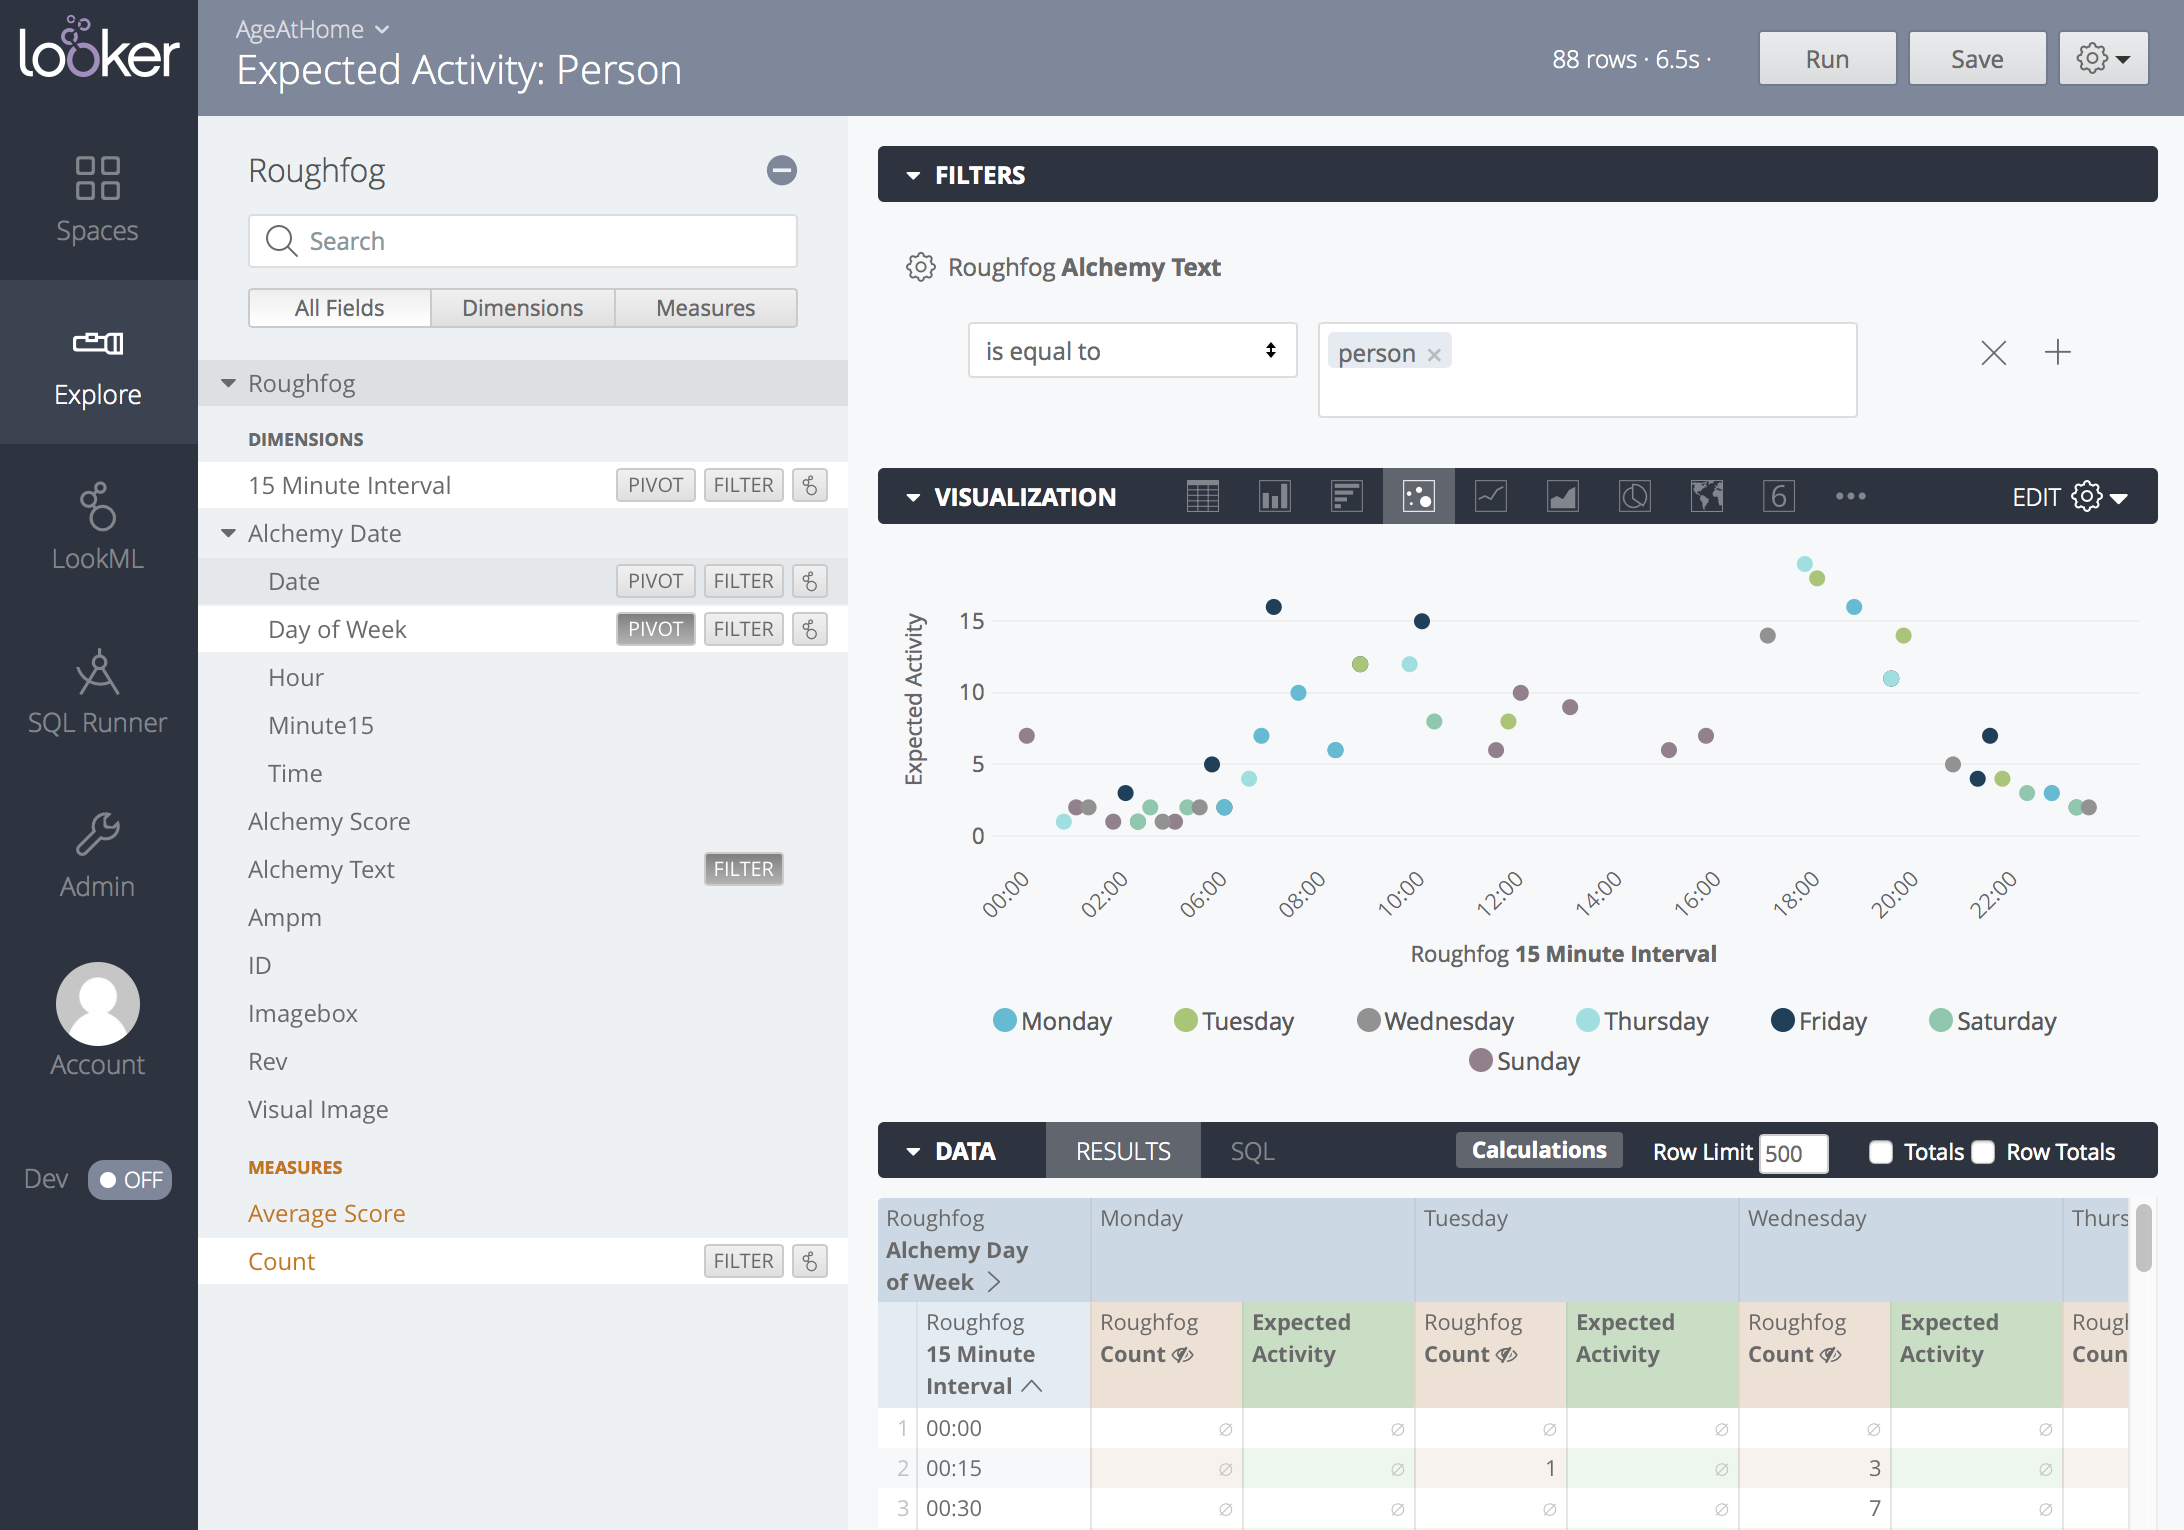 looker
AgeAtHome
Expected Activity: Person
88 rows · 6.5s ·
Run
Save
Spaces
Explore
LookML
SQL Runner
Admin
Account
Dev
OFF
Roughfog
Search
All Fields
Dimensions
Measures
Roughfog
DIMENSIONS
15 Minute Interval PIVOT FILTER
Alchemy Date
Date PIVOT FILTER
Day of Week PIVOT FILTER
Hour
Minute15
Time
Alchemy Score
Alchemy Text FILTER
Ampm
ID
Imagebox
Rev
Visual Image
MEASURES
Average Score
Count FILTER
FILTERS
Roughfog Alchemy Text
is equal to
person ×
VISUALIZATION
6
EDIT
Expected Activity
15
10
5
0
00:00 02:00 06:00 08:00 10:00 12:00 14:00 16:00 18:00 20:00 22:00
Roughfog 15 Minute Interval
Monday Tuesday Wednesday Thursday Friday Saturday
Sunday
DATA RESULTS SQL Calculations Row Limit 500 Totals Row Totals
Roughfog Monday Tuesday Wednesday Thurs
Alchemy Day
of Week
Roughfog Roughfog Expected Roughfog Expected Roughfog Expected Rough
15 Minute Count Activity Count Activity Count Activity Coun
Interval
1 00:00 ∅ ∅ ∅ ∅ ∅ ∅
2 00:15 ∅ ∅ 1 ∅ 3 ∅
3 00:30 ∅ ∅ ∅ ∅ 7 ∅